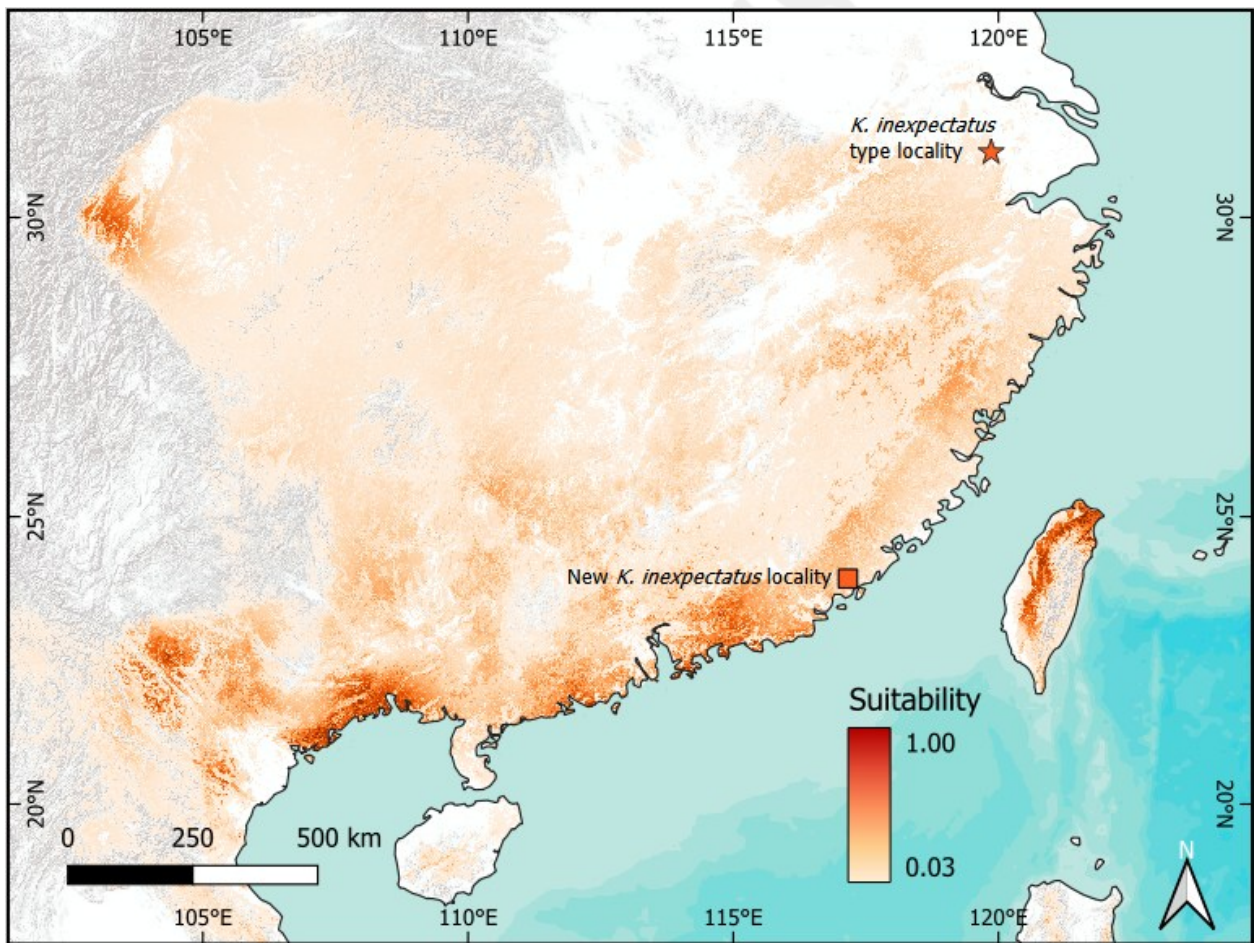 105°E 110°E 115°E 120°E
K. inexpectatus
type locality
30°N 30°N
25°N 25°N
New K. inexpectatus locality
Suitability
1.00
0.03
20°N 20°N
0 250 500 km
N
105°E 110°E 115°E 120°E